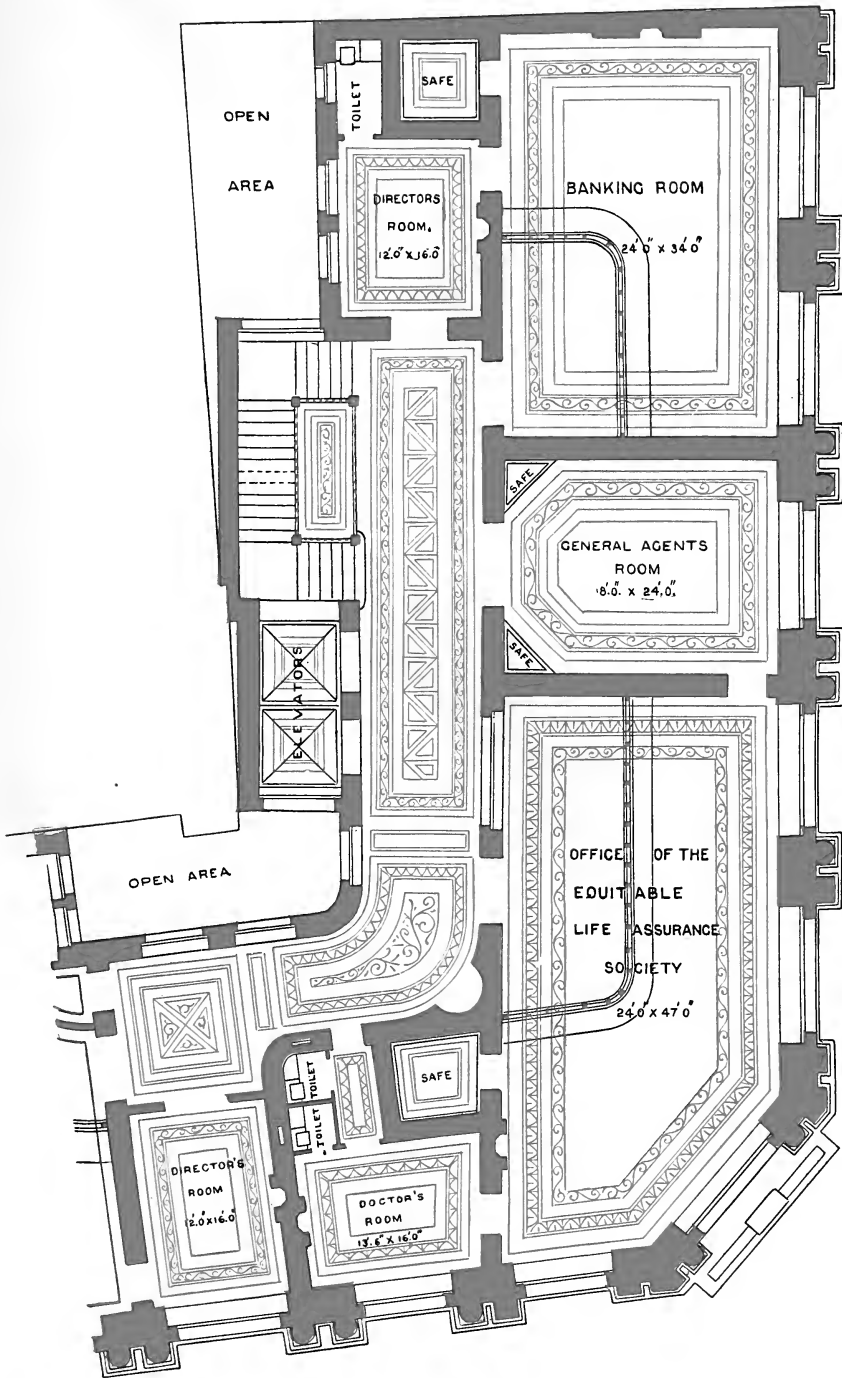 OPEN
AREA
TOILET
SAFE
DIRECTORS
ROOM.
12'.0" X 16.0"
BANKING ROOM
24'0" X 34'0"
SAFE
GENERAL AGENTS
ROOM
18'.0". X 24'.0".
SAFE
ELEVATORS
OPEN AREA
OFFICE OF THE
EQUITABLE
LIFE ASSURANCE
SOCIETY
24'.0" X 47'0"
SAFE
TOILET
TOILET
DIRECTOR'S
ROOM
12'.0" X 16'.0"
DOCTOR'S
ROOM
13'.6" X 16'.0"